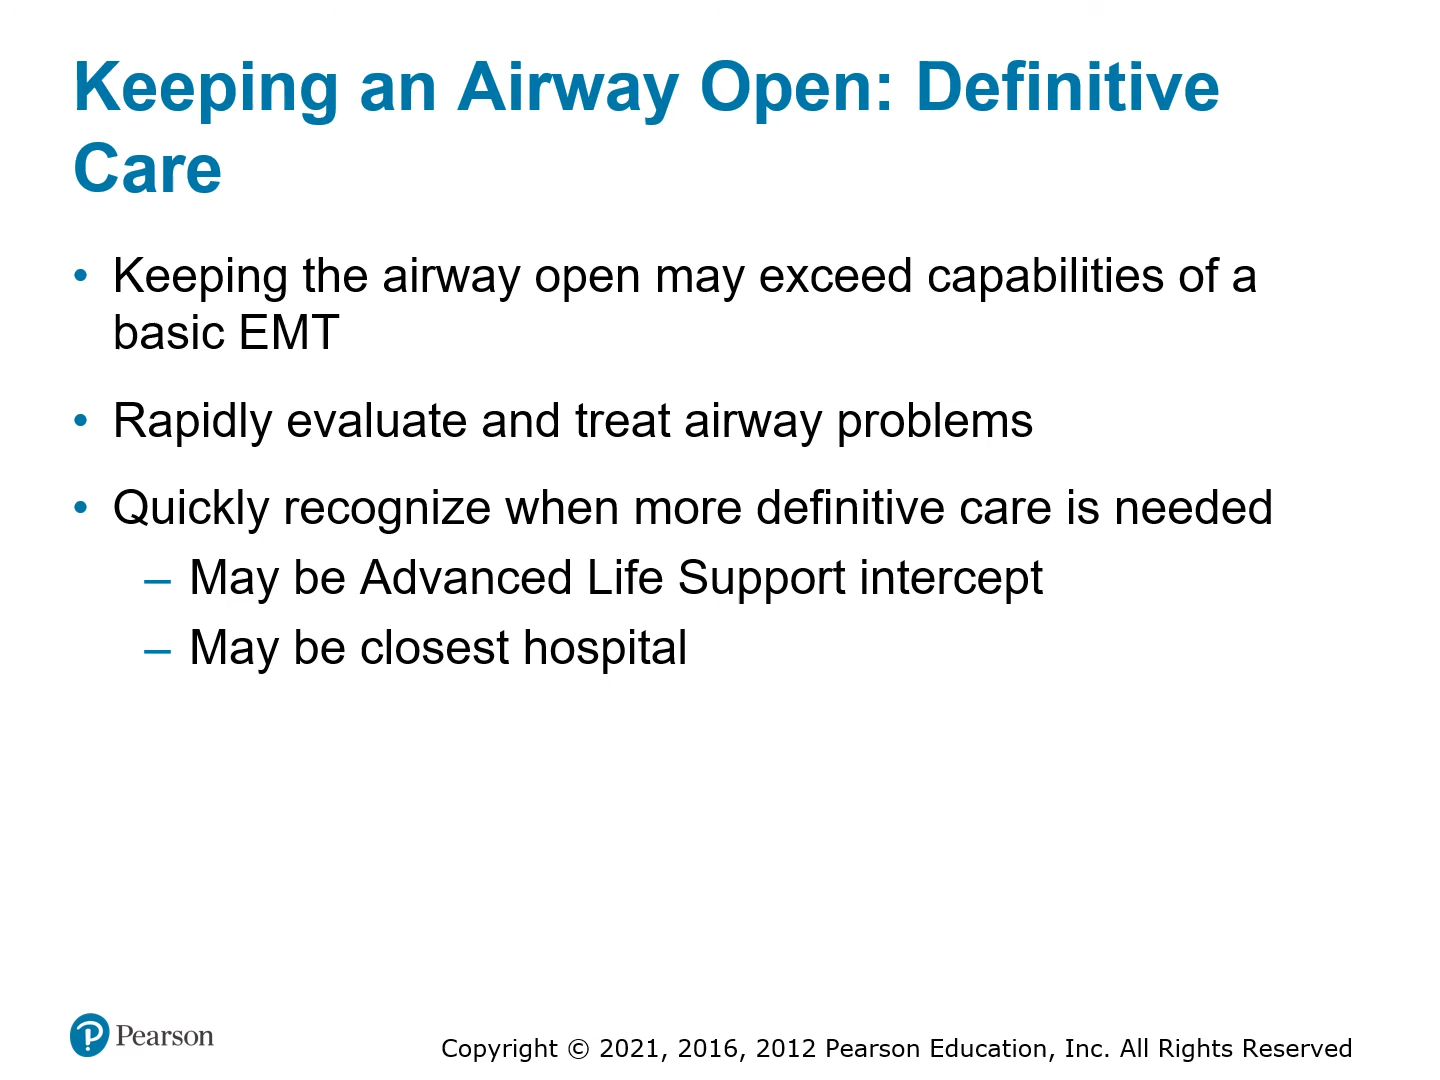 Keeping an Airway Open: Definitive
Care
• Keeping the airway open may exceed capabilities of a
basic EMT
• Rapidly evaluate and treat airway problems
• Quickly recognize when more definitive care is needed
– May be Advanced Life Support intercept
– May be closest hospital
Pearson
Copyright © 2021, 2016, 2012 Pearson Education, Inc. All Rights Reserved